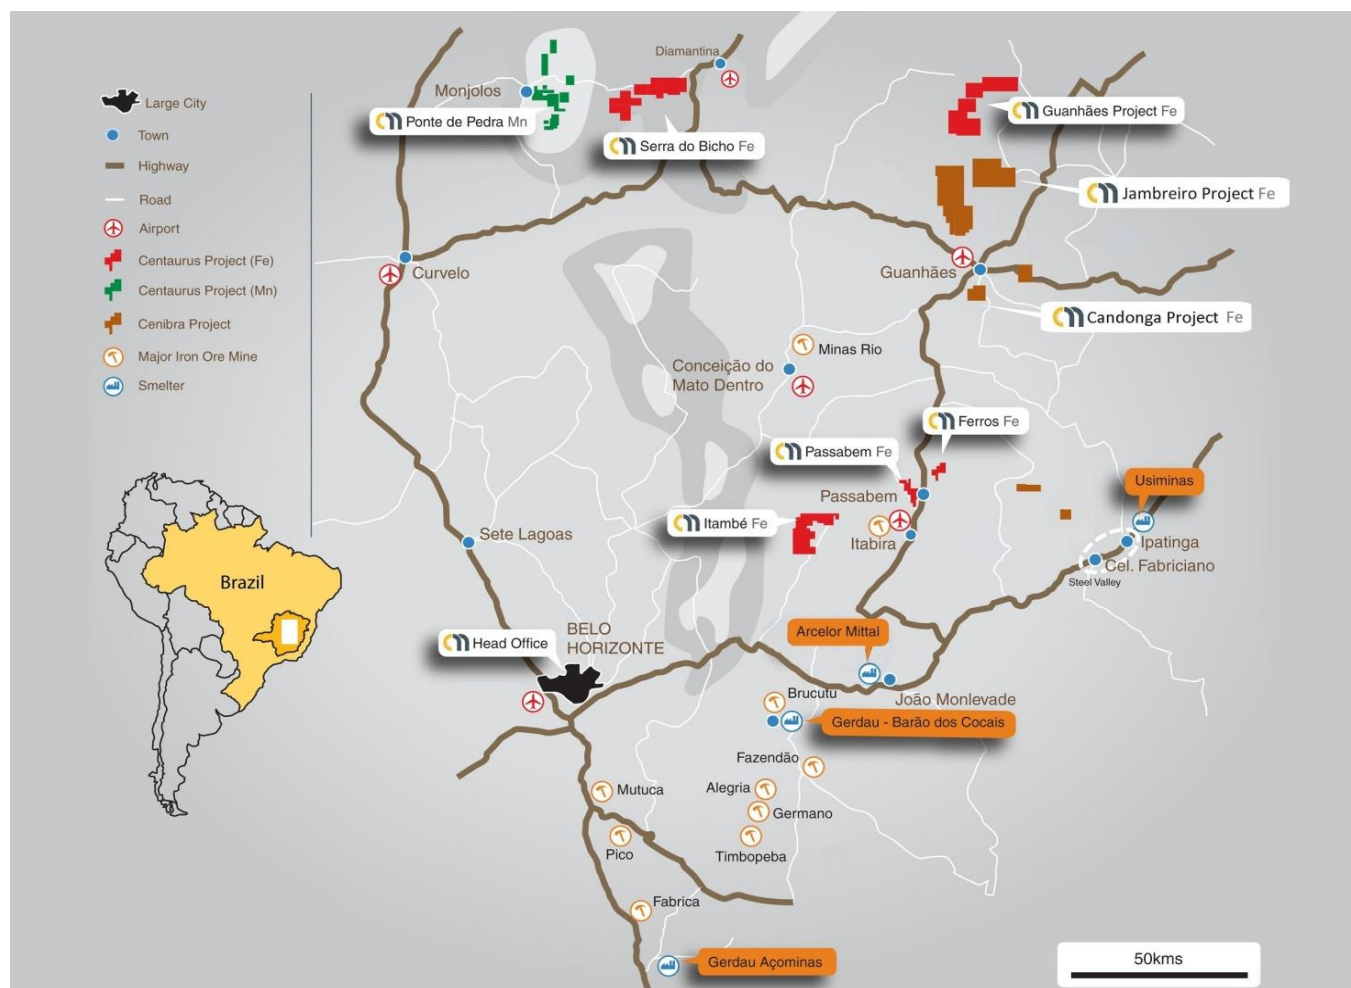 Large City
Town
Highway
Road
Airport
Centaurus Project (Fe)
Centaurus Project (Mn)
Cenibra Project
Major Iron Ore Mine
Smelter
Brazil
Diamantina
Monjolos
Ponte de Pedra Mn
Serra do Bicho Fe
Guanhães Project Fe
Jambreiro Project Fe
Curvelo
Guanhães
Candonga Project Fe
Minas Rio
Conceição do
Mato Dentro
Ferros Fe
Passabem Fe
Passabem
Usiminas
Itambé Fe
Itabira
Sete Lagoas
Ipatinga
Cel. Fabriciano
Steel Valley
BELO
HORIZONTE
Head Office
Arcelor Mittal
João Monlevade
Brucutu
Gerdau - Barão dos Cocais
Fazendão
Mutuca
Alegria
Germano
Pico
Timbopeba
Fabrica
Gerdau Açominas
50kms